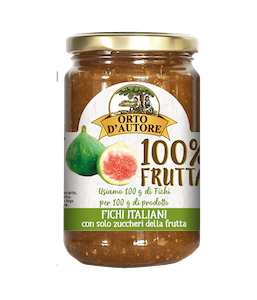 ORTO
D'AUTORE
100%
FRUTTA
Usiamo 100 g di Fichi
per 100 g di prodotto
FICHI ITALIANI
con solo zuccheri della frutta